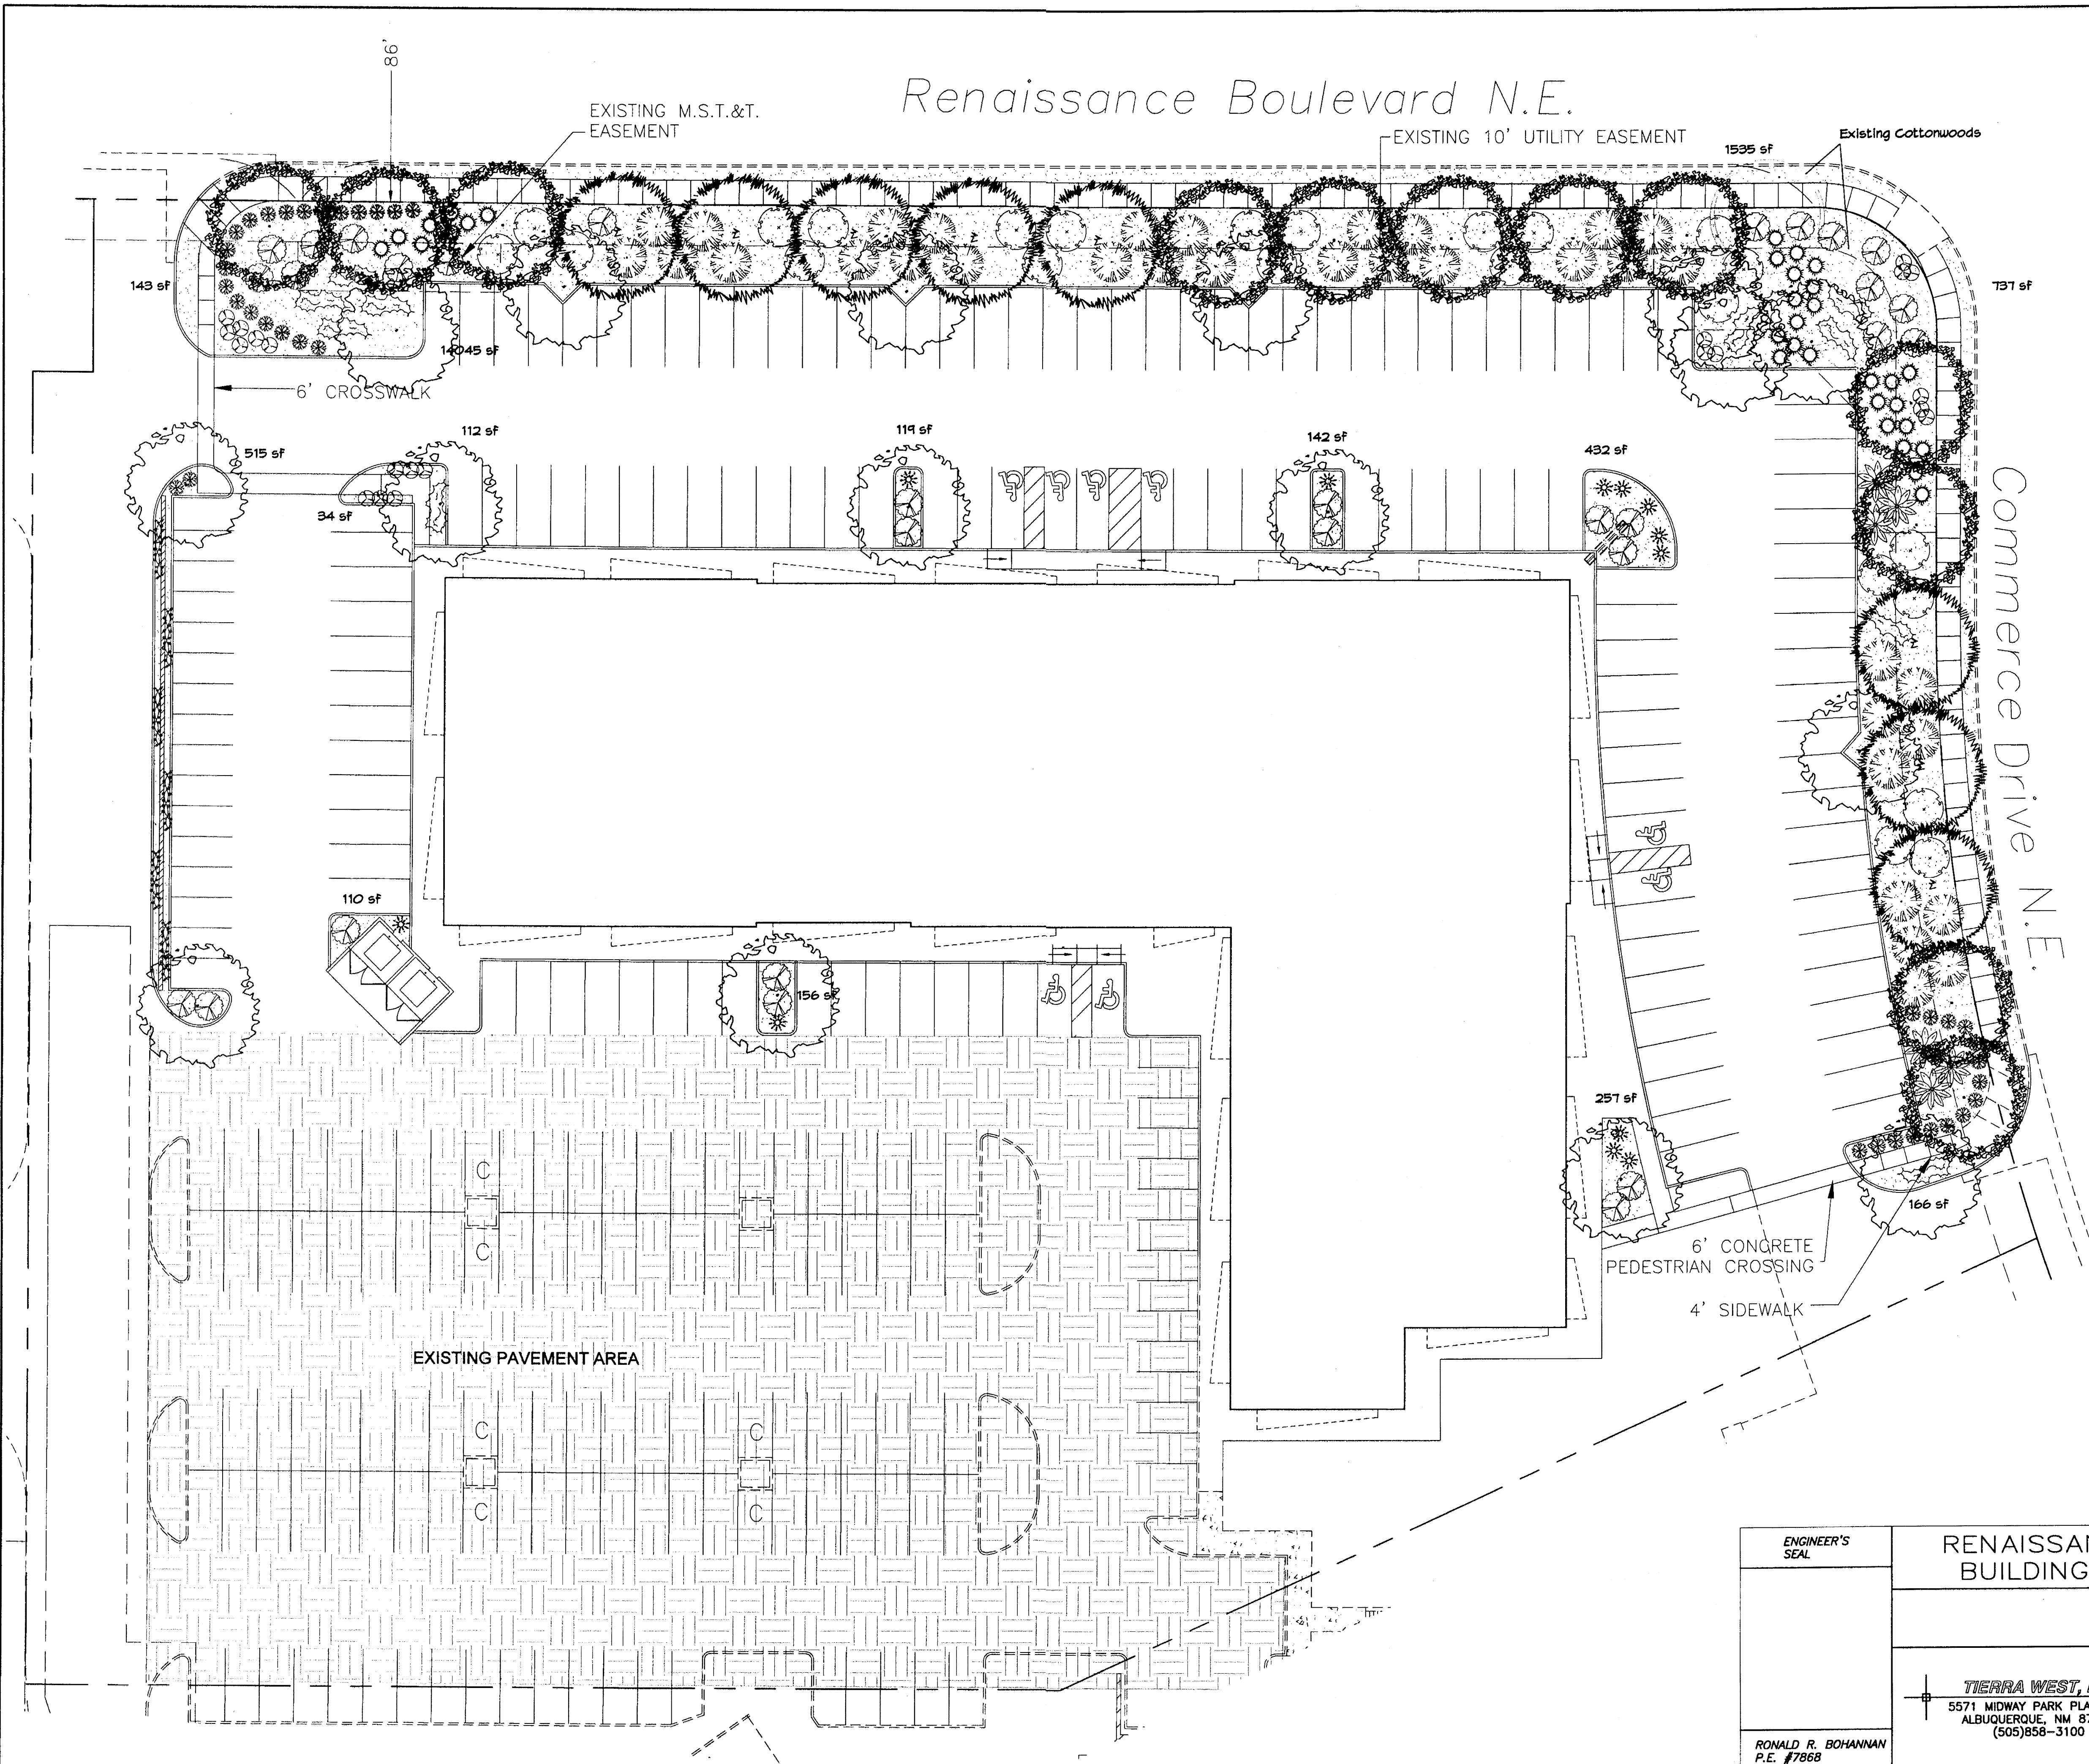 86'
Renaissance Boulevard N.E.
EXISTING M.S.T.&T.
EASEMENT
EXISTING 10' UTILITY EASEMENT
Existing Cottonwoods
1535 sf
143 sf
737 sf
14045 sf
6' CROSSWALK
515 sf
112 sf
119 sf
142 sf
432 sf
34 sf
Commerce Drive N.E.
110 sf
156 sf
257 sf
166 sf
C
C
6' CONCRETE
PEDESTRIAN CROSSING
4' SIDEWALK
EXISTING PAVEMENT AREA
C
C
C
C
ENGINEER'S
SEAL
RENAISSAN
BUILDING
TIERRA WEST,
5571 MIDWAY PARK PLA
ALBUQUERQUE, NM 87
(505)858-3100
RONALD R. BOHANNAN
P.E. #7868